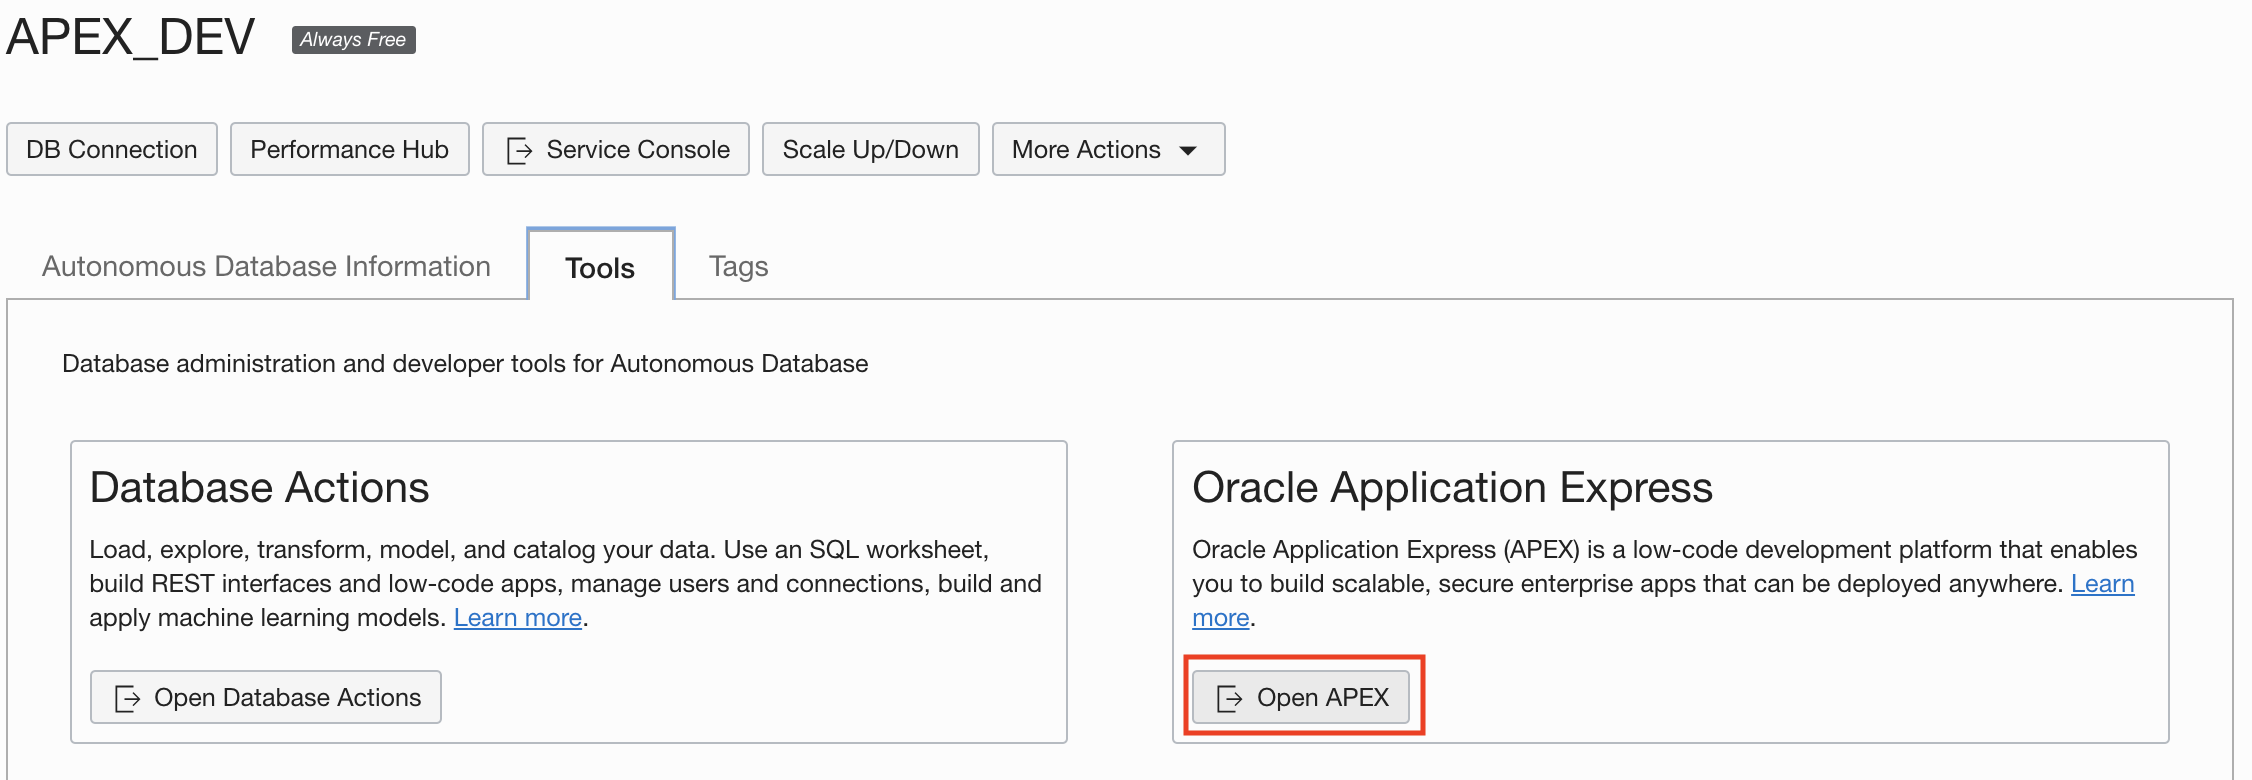 APEX_DEV Always Free
DB Connection Performance Hub Service Console Scale Up/Down More Actions
Autonomous Database Information Tools Tags
Database administration and developer tools for Autonomous Database
Database Actions
Load, explore, transform, model, and catalog your data. Use an SQL worksheet,
build REST interfaces and low-code apps, manage users and connections, build and
apply machine learning models. Learn more.
Open Database Actions
Oracle Application Express
Oracle Application Express (APEX) is a low-code development platform that enables
you to build scalable, secure enterprise apps that can be deployed anywhere. Learn
more.
Open APEX